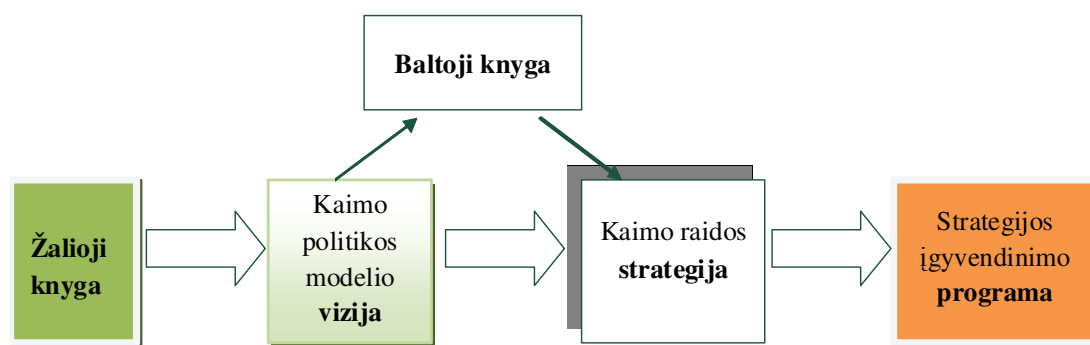 Baltoji knyga
Žalioji
knyga
Kaimo
politikos
modelio
vizija
Kaimo raidos
strategija
Strategijos
įgyvendinimo
programa